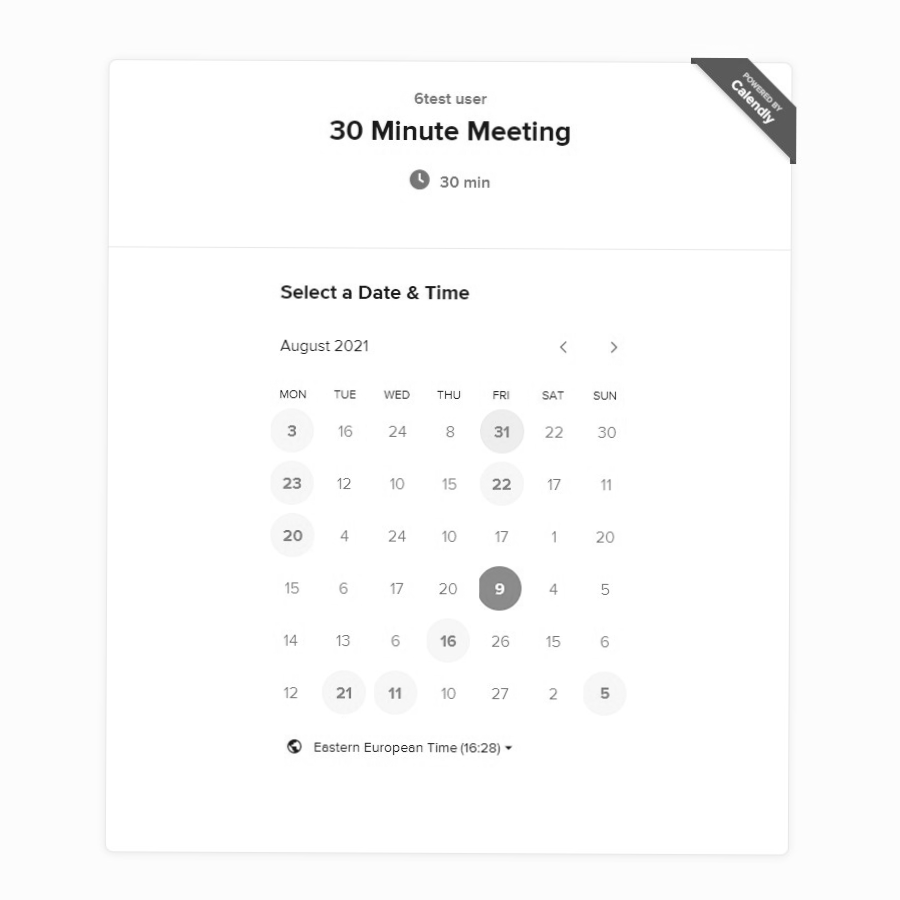 POWERED BY
Calendly
6test user
30 Minute Meeting
30 min
Select a Date & Time
August 2021
MON TUE WED THU FRI SAT SUN
3 16 24 8 31 22 30
23 12 10 15 22 17 11
20 4 24 10 17 1 20
15 6 17 20 9 4 5
14 13 6 16 26 15 6
12 21 11 10 27 2 5
Eastern European Time (16:28)